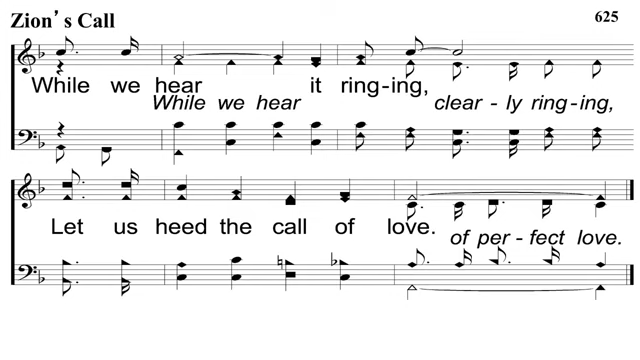 Zion's Call 625
While we hear it ring-ing,
While we hear clear - ly ring - ing,
Let us heed the call of love.
of per - fect love.